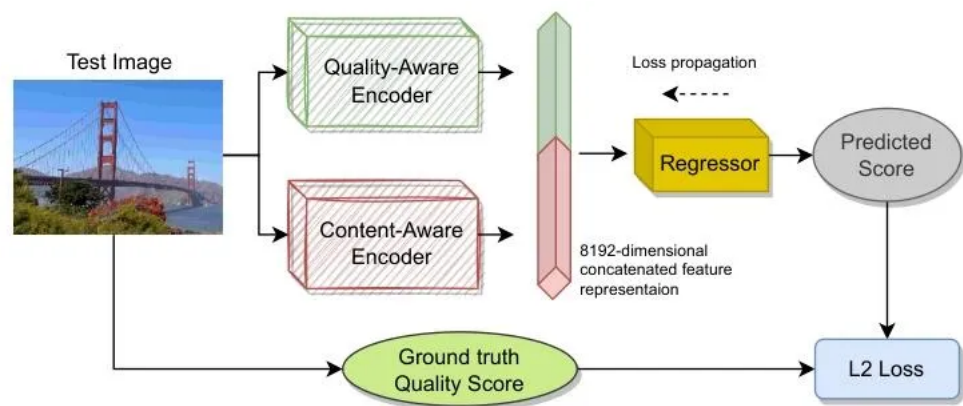 Test Image
Quality-Aware
Encoder
Loss propagation
Regressor
Predicted
Score
Content-Aware
Encoder
8192-dimensional
concatenated feature
representaion
Ground truth
Quality Score
L2 Loss